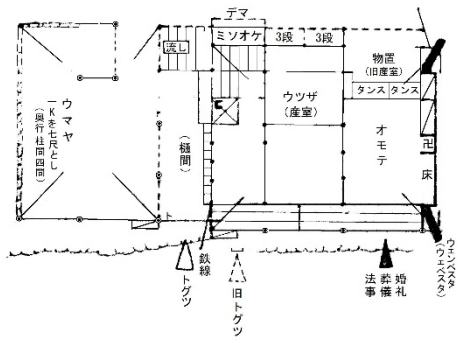 デマ
ミソオケ
3段
3段
流し
物置
(旧産室)
タンス
タンス
ウツザ
(産室)
ウマヤ
一Kを七尺とし
(奥行柱間四間)
(樋間)
オモテ
卍
床
ト
鉄線
トグツ
旧トグツ
婚礼
葬儀
法事
ウェンベスタ
(ウェベスタ)